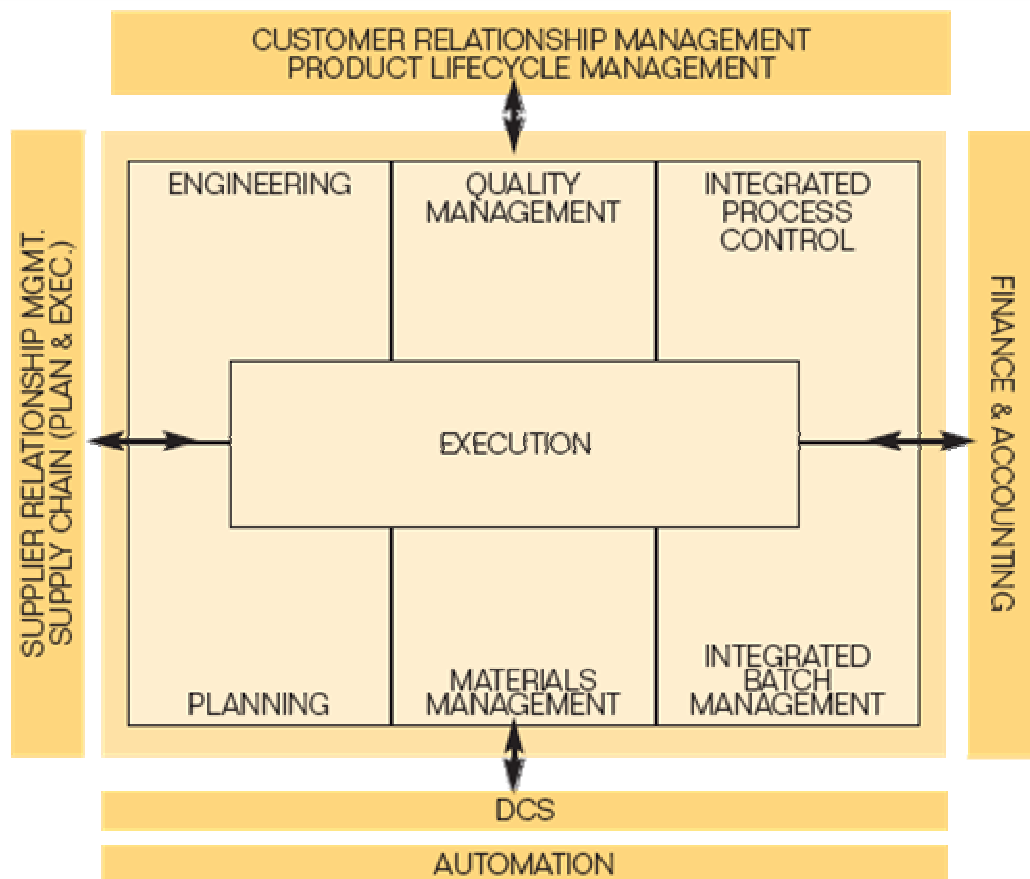 CUSTOMER RELATIONSHIP MANAGEMENT
PRODUCT LIFECYCLE MANAGEMENT
SUPPLIER RELATIONSHIP MGMT.
SUPPLY CHAIN (PLAN & EXEC.)
ENGINEERING
QUALITY
MANAGEMENT
INTEGRATED
PROCESS
CONTROL
EXECUTION
PLANNING
MATERIALS
MANAGEMENT
INTEGRATED
BATCH
MANAGEMENT
FINANCE & ACCOUNTING
DCS
AUTOMATION